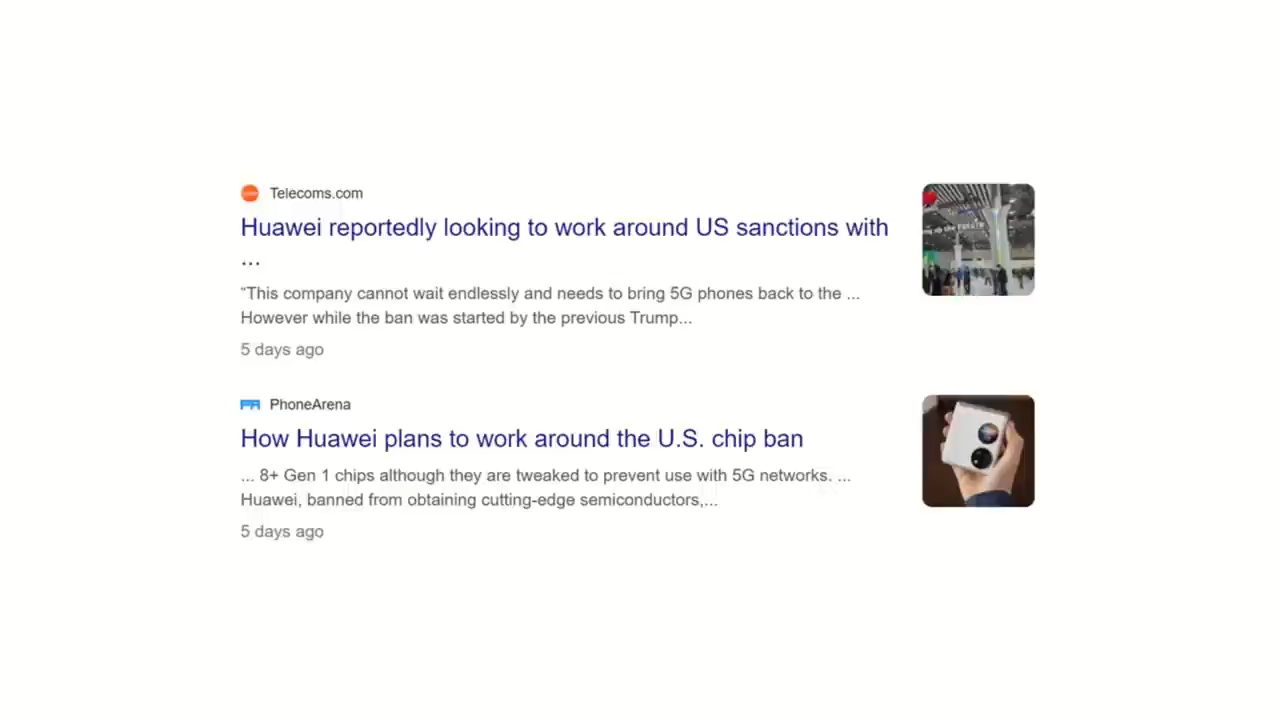 Telecoms.com
Huawei reportedly looking to work around US sanctions with
...
“This company cannot wait endlessly and needs to bring 5G phones back to the ...
However while the ban was started by the previous Trump...
5 days ago
PhoneArena
How Huawei plans to work around the U.S. chip ban
... 8+ Gen 1 chips although they are tweaked to prevent use with 5G networks. ...
Huawei, banned from obtaining cutting-edge semiconductors,...
5 days ago